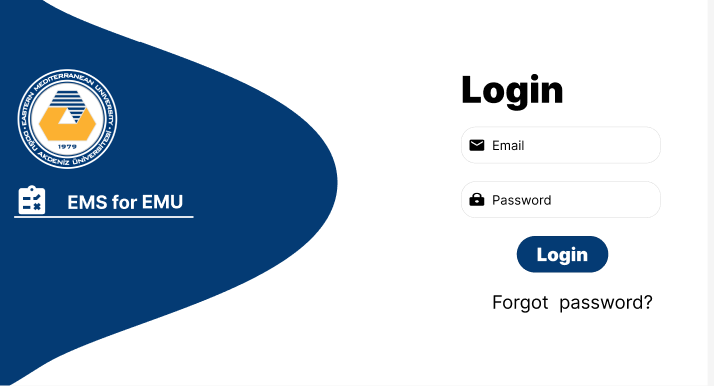 EASTERN MEDITERRANEAN UNIVERSITY
DOĞU AKDENİZ ÜNİVERSİTESİ
1979
EMS for EMU
Login
Email
Password
Login
Forgot password?